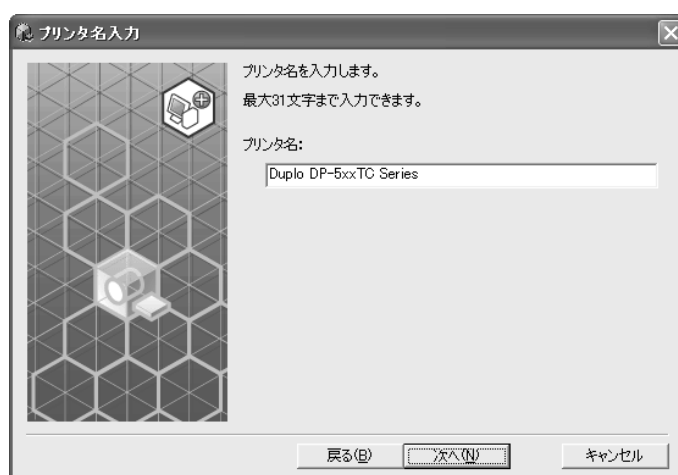 プリンタ名入力
プリンタ名を入力します。
最大31文字まで入力できます。
プリンタ名:
Duplo DP-5xxTC Series
戻る(B) 次へ(N) キャンセル